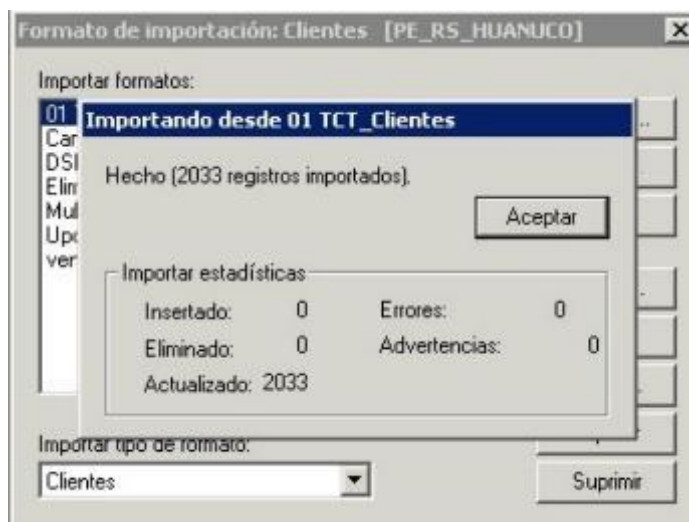 Formato de importación: Clientes [PE_RS_HUANUCO]
Importar formatos:
01
Importando desde 01 TCT_Clientes
Car
DSI
Elim
Mul
Upo
ver
Hecho (2033 registros importados).
Aceptar
Importar estadísticas
Insertado: 0 Errores: 0
Eliminado: 0 Advertencias: 0
Actualizado: 2033
Importar tipo de formato:
Clientes
Suprimir